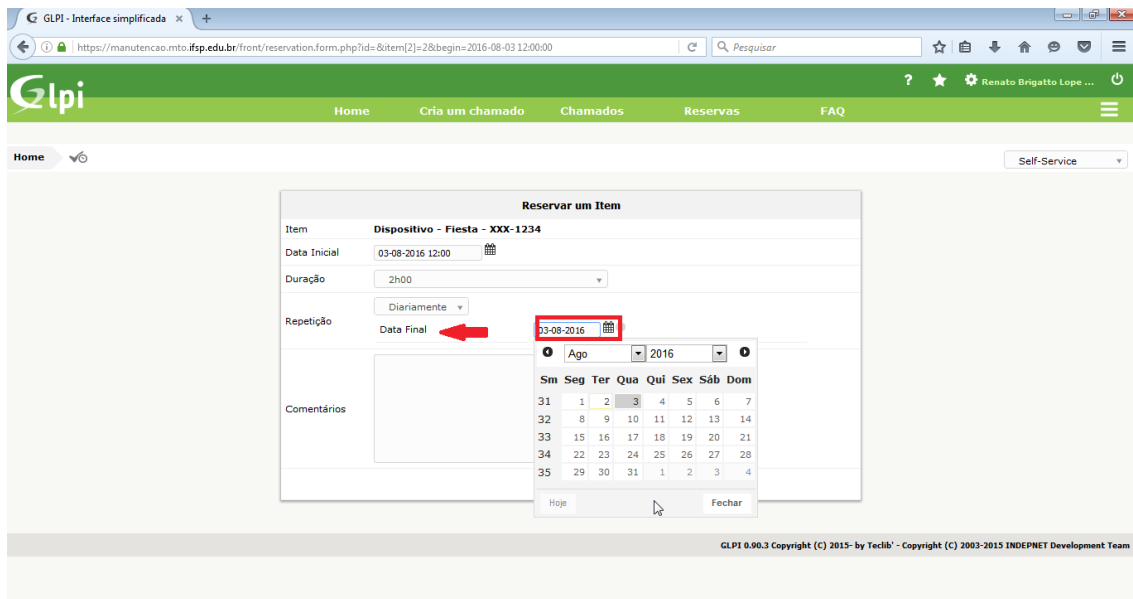 GLPI - Interface simplificada × +
https://manutencao.mto.ifsp.edu.br/front/reservation.form.php?id=&item[2]=2&begin=2016-08-03 12:00:00
Pesquisar
Glpi
? Renato Brigatto Lope ...
Home Cria um chamado Chamados Reservas FAQ
Home
Self-Service
Reservar um Item
Item Dispositivo - Fiesta - XXX-1234
Data Inicial 03-08-2016 12:00
Duração 2h00
Repetição
Diariamente
Data Final 03-08-2016
Ago 2016
Sm Seg Ter Qua Qui Sex Sáb Dom
31 1 2 3 4 5 6 7
32 8 9 10 11 12 13 14
33 15 16 17 18 19 20 21
34 22 23 24 25 26 27 28
35 29 30 31 1 2 3 4
Hoje Fechar
Comentários
GLPI 0.90.3 Copyright (C) 2015- by Teclib' - Copyright (C) 2003-2015 INDEPNET Development Team